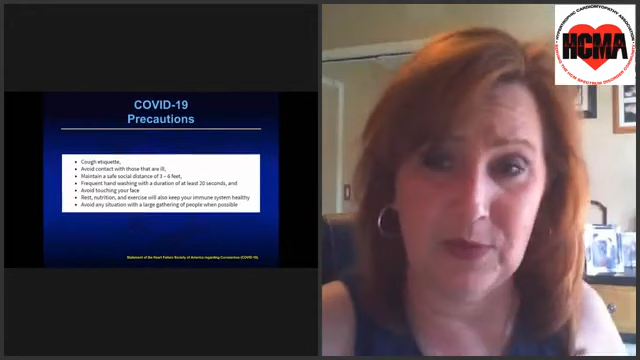 COVID-19
Precautions
• Cough etiquette,
• Avoid contact with those that are ill,
• Maintain a safe social distance of 3 – 6 feet,
• Frequent hand washing with a duration of at least 20 seconds, and
• Avoid touching your face
• Rest, nutrition, and exercise will also keep your immune system healthy
• Avoid any situation with a large gathering of people when possible
Statement of the Heart Failure Society of America regarding Coronavirus (COVID-19)
HYPERTROPHIC CARDIOMYOPATHY ASSOCIATION
HCMA